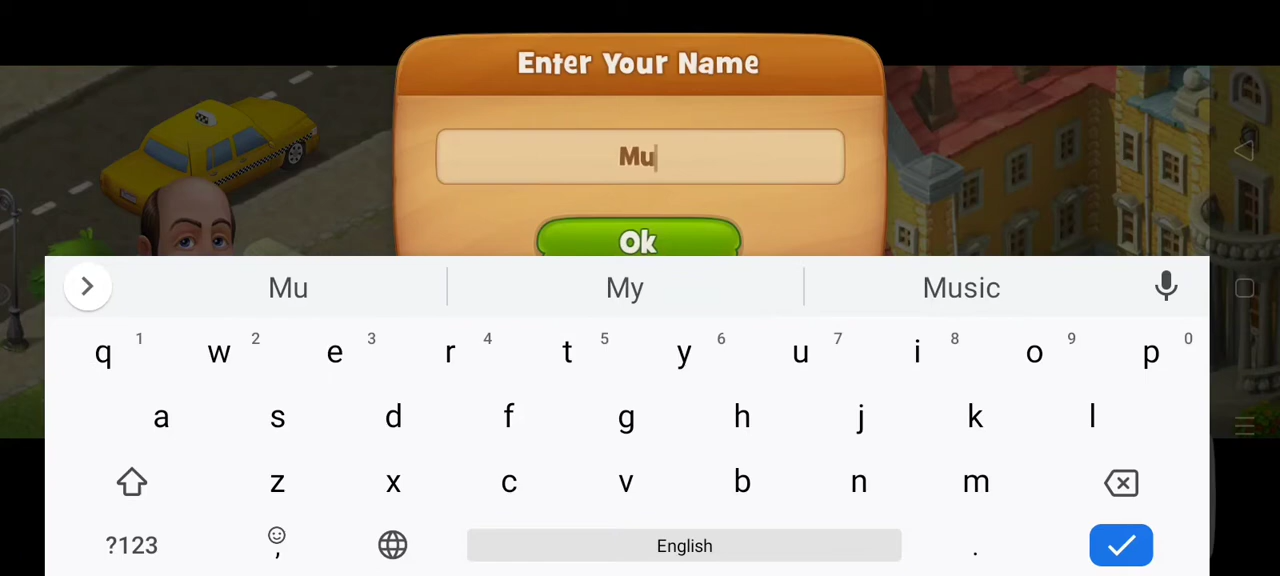 Enter Your Name
Mu
Ok
Mu My Music
q 1 w 2 e 3 r 4 t 5 y 6 u 7 i 8 o 9 p 0
a s d f g h j k l
z x c v b n m
?123 , English .